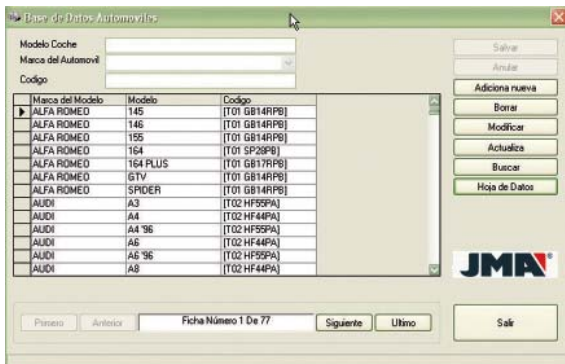 Base de Datos Automoviles
Modelo Coche
Marca del Automovil
Codigo
Salvar
Anular
Adiciona nueva
Borrar
Modificar
Actualiza
Buscar
Hoja de Datos
Marca del Modelo Modelo Codigo
ALFA ROMEO 145 [T01 GB14RPB]
ALFA ROMEO 146 [T01 GB14RPB]
ALFA ROMEO 155 [T01 GB14RPB]
ALFA ROMEO 164 [T01 SP28PB]
ALFA ROMEO 164 PLUS [T01 GB17RPB]
ALFA ROMEO GTV [T01 GB14RPB]
ALFA ROMEO SPIDER [T01 GB14RPB]
AUDI A3 [T02 HF55PA]
AUDI A4 [T02 HF44PA]
AUDI A4 '96 [T02 HF55PA]
AUDI A6 [T02 HF44PA]
AUDI A6 '96 [T02 HF55PA]
AUDI A8 [T02 HF44PA]
JMA
Primero Anterior Ficha Número 1 De 77 Siguiente Ultimo Salir